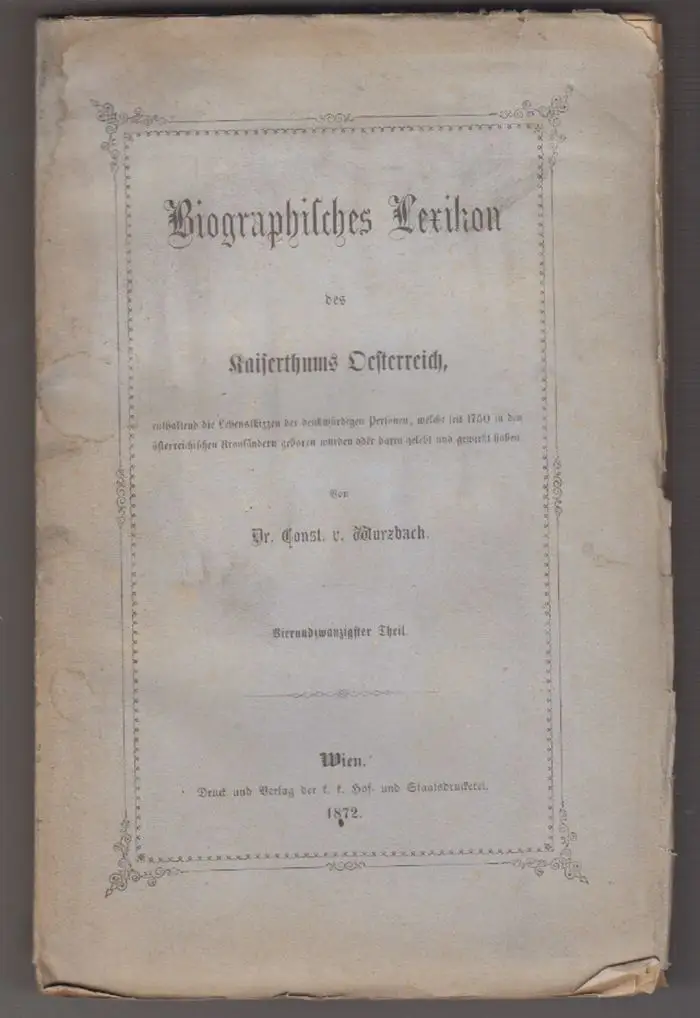 Biographisches Lexikon
des
Kaiserthums Oesterreich,
enthaltend die Lebensskizzen der denkwürdigen Personen, welche seit 1750 in den
österreichischen Kronländern geboren wurden oder darin gelebt und gewirkt haben
Von
Dr. Const. v. Wurzbach.
Vierundzwanzigster Theil.
Wien.
Druck und Verlag der k. k. Hof- und Staatsdruckerei.
1872.